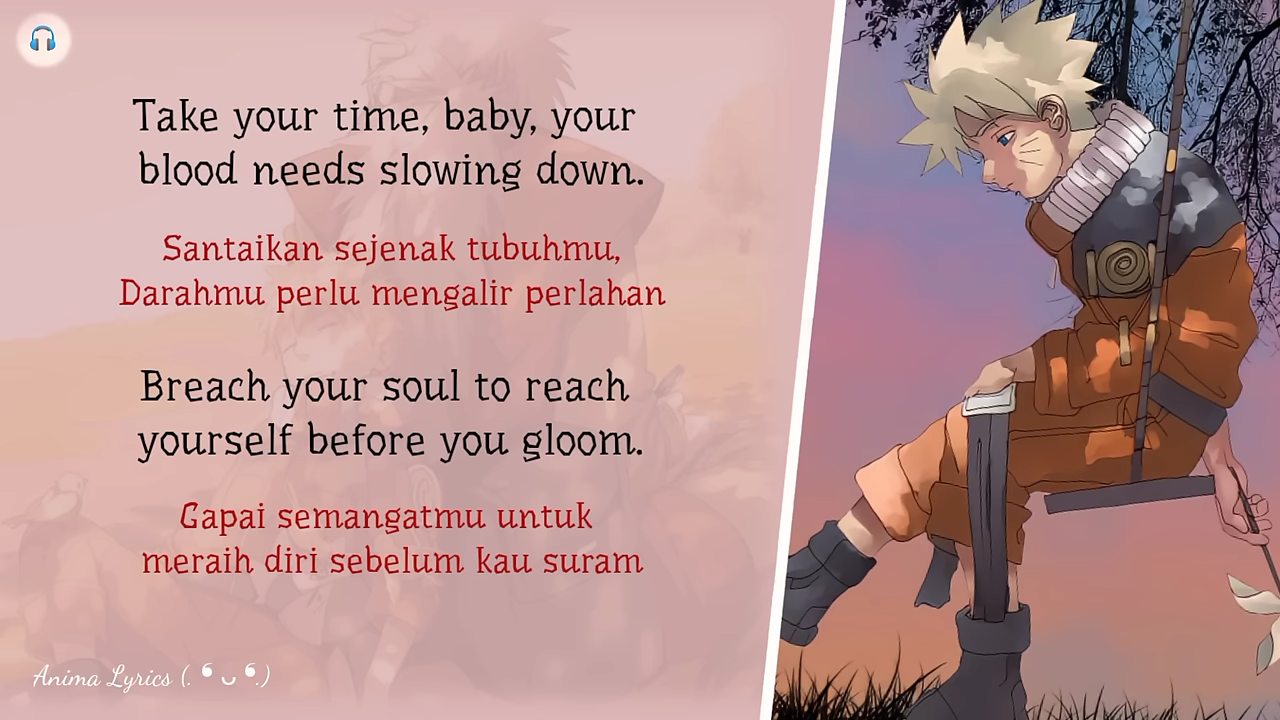 Take your time, baby, your
blood needs slowing down.
Santaikan sejenak tubuhmu,
Darahmu perlu mengalir perlahan
Breach your soul to reach
yourself before you gloom.
Gapai semangatmu untuk
meraih diri sebelum kau suram
Anima Lyrics (.❛ ᴗ ❛.)